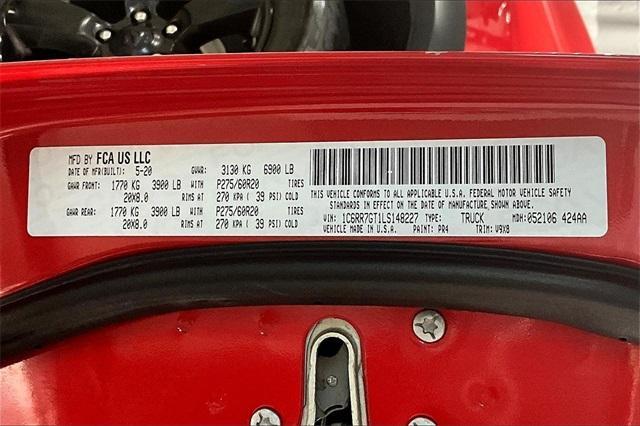 MFD BY FCA US LLC
DATE OF MFR(BUILT): 5-20 GVWR: 3130 KG 6900 LB
GAWR FRONT: 1770 KG 3900 LB WITH P275/60R20 TIRES
20X8.0 RIMS AT 270 KPA ( 39 PSI) COLD
GAWR REAR: 1770 KG 3900 LB WITH P275/60R20 TIRES
20X8.0 RIMS AT 270 KPA ( 39 PSI) COLD
THIS VEHICLE CONFORMS TO ALL APPLICABLE U.S.A. FEDERAL MOTOR VEHICLE SAFETY
STANDARDS IN EFFECT ON THE DATE OF MANUFACTURE SHOWN ABOVE.
VIN: 1C6RR7GT1LS148227 TYPE: TRUCK MDH:052106 424AA
VEHICLE MADE IN U.S.A. PAINT: PR4 TRIM: V9X8